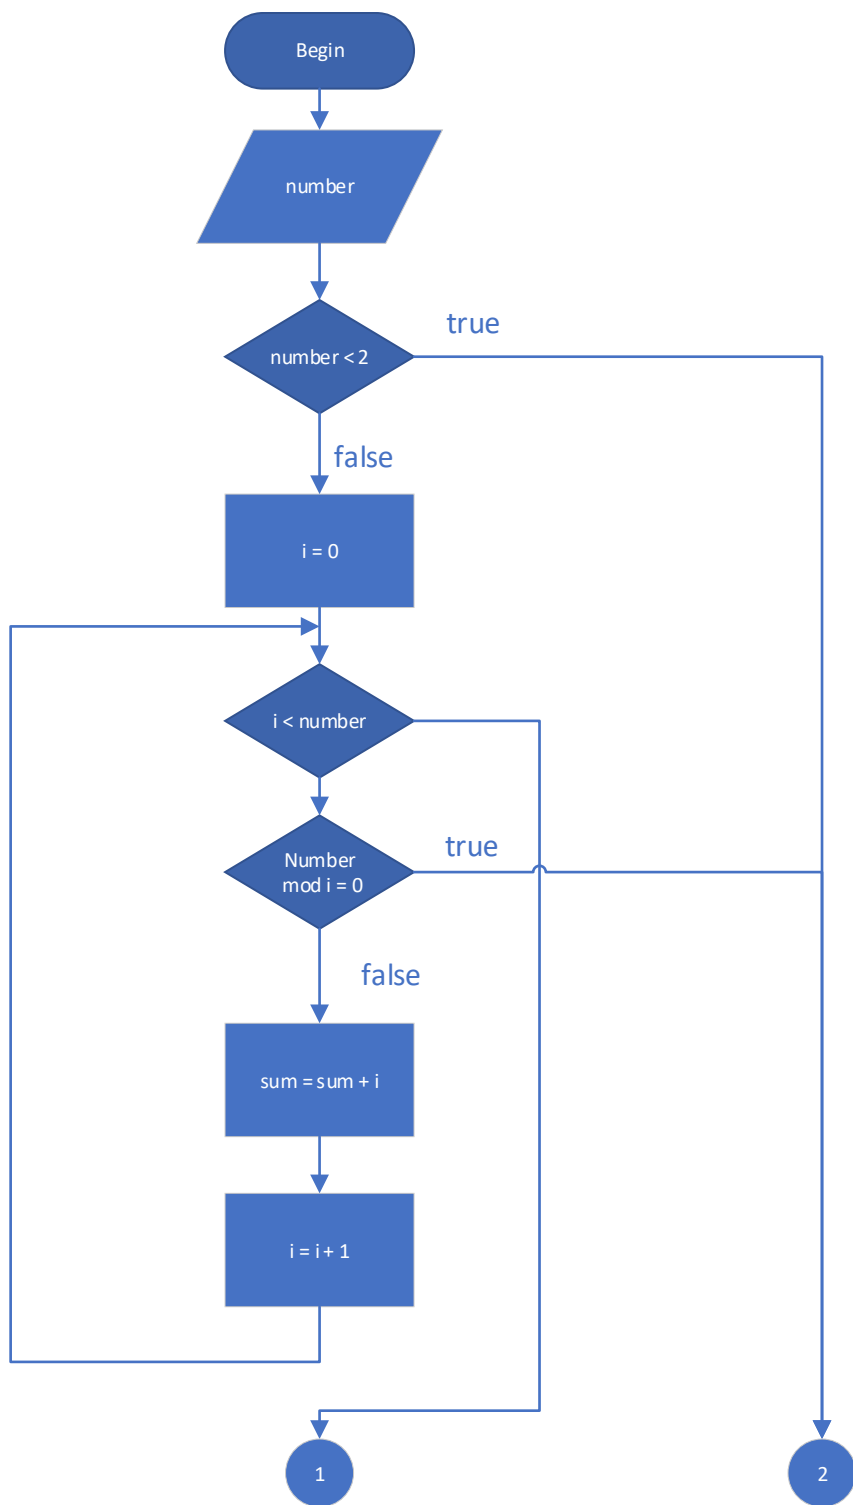 Begin
number
true
number < 2
false
i = 0
i < number
true
Number
mod i = 0
false
sum = sum + i
i = i + 1
1
2